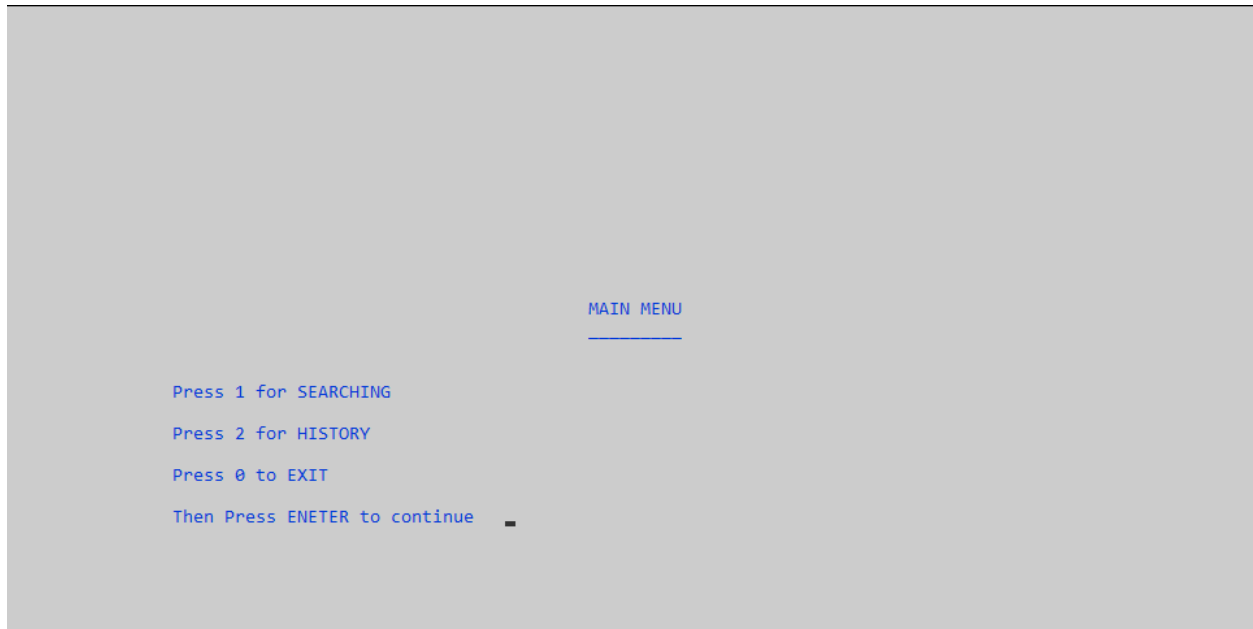 MAIN MENU
_________
Press 1 for SEARCHING
Press 2 for HISTORY
Press 0 to EXIT
Then Press ENETER to continue